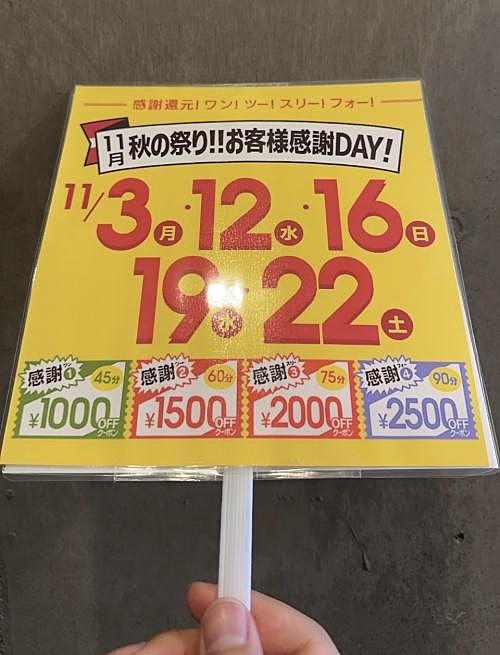 感謝還元！ワン！ツー！スリー！フォー！
11月 秋の祭り!!お客様感謝DAY!
11/3月・12水・16日
19水・22土
感謝1 45分 ¥1000 OFF クーポン
感謝2 60分 ¥1500 OFF クーポン
感謝3 75分 ¥2000 OFF クーポン
感謝4 90分 ¥2500 OFF クーポン